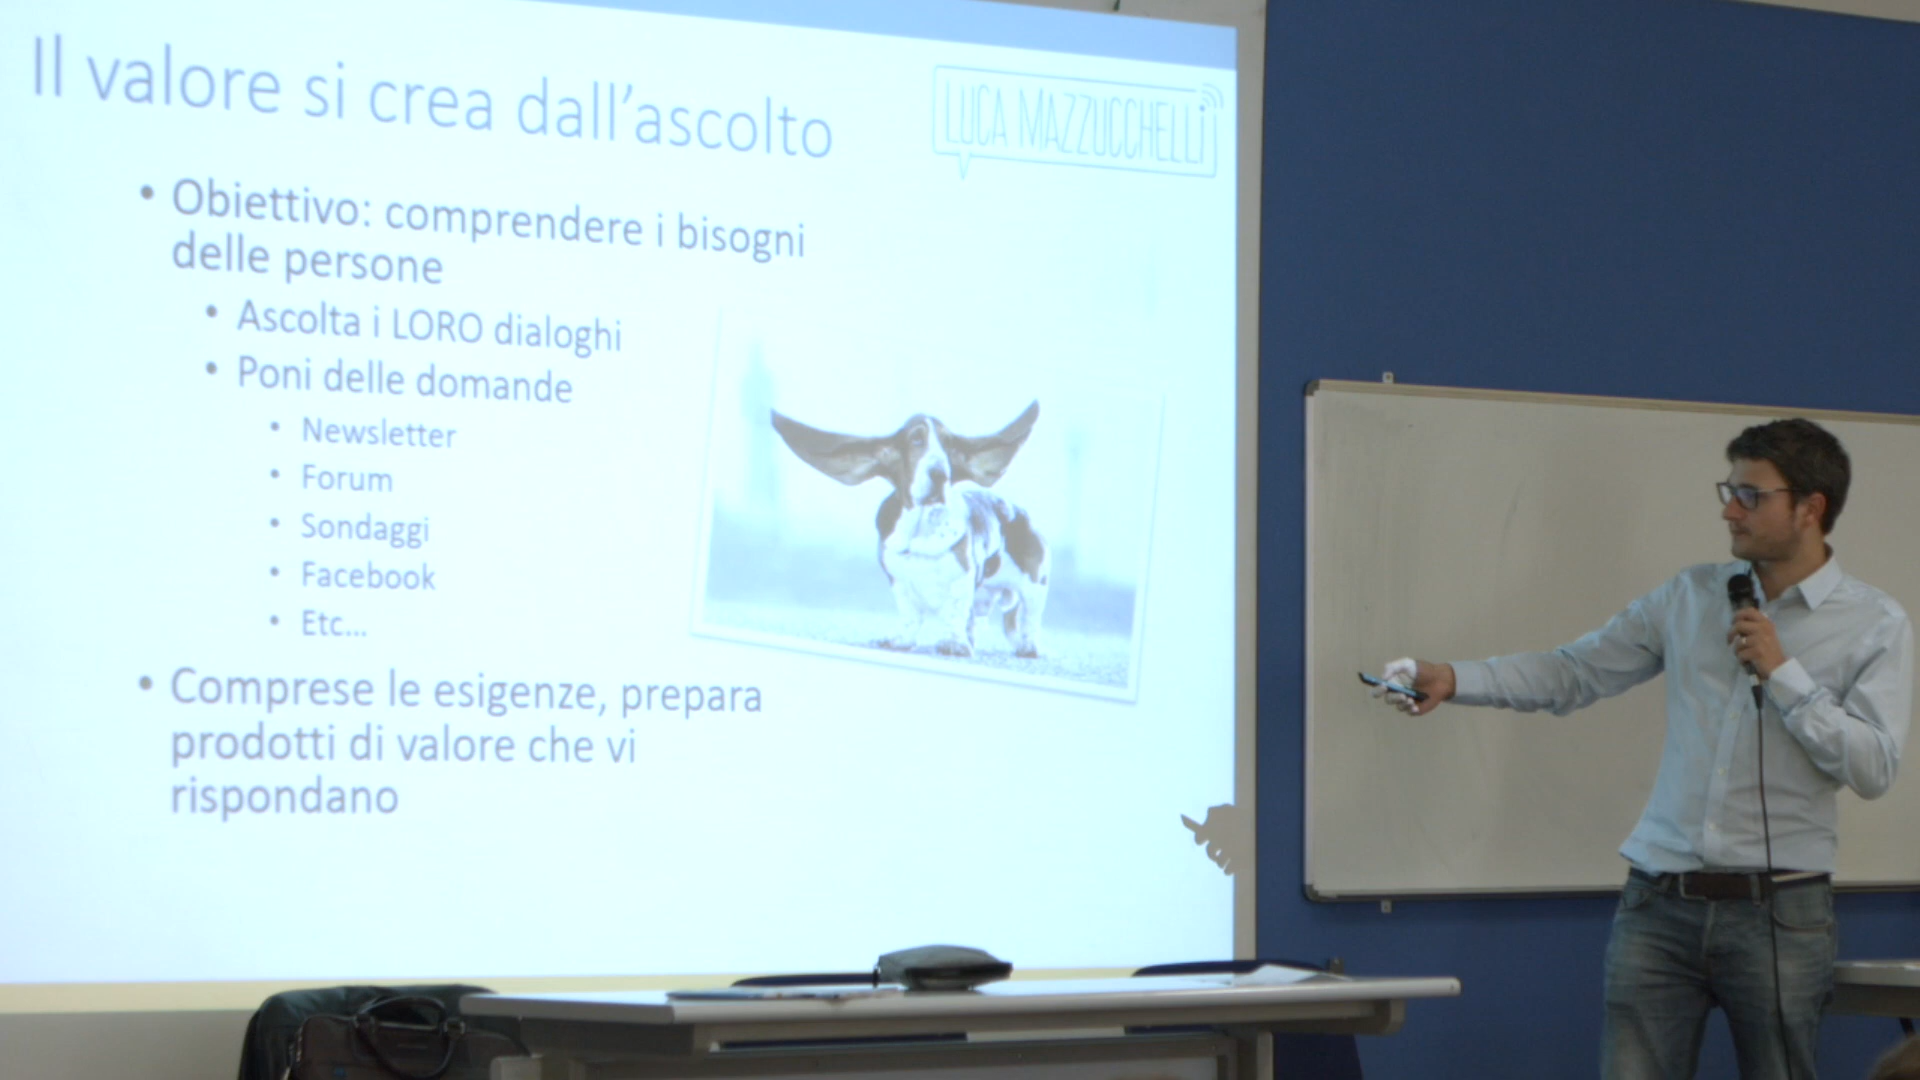 Il valore si crea dall'ascolto
LUCA MAZZUCCHELLI
• Obiettivo: comprendere i bisogni
delle persone
• Ascolta i LORO dialoghi
• Poni delle domande
• Newsletter
• Forum
• Sondaggi
• Facebook
• Etc...
• Comprese le esigenze, prepara
prodotti di valore che vi
rispondano